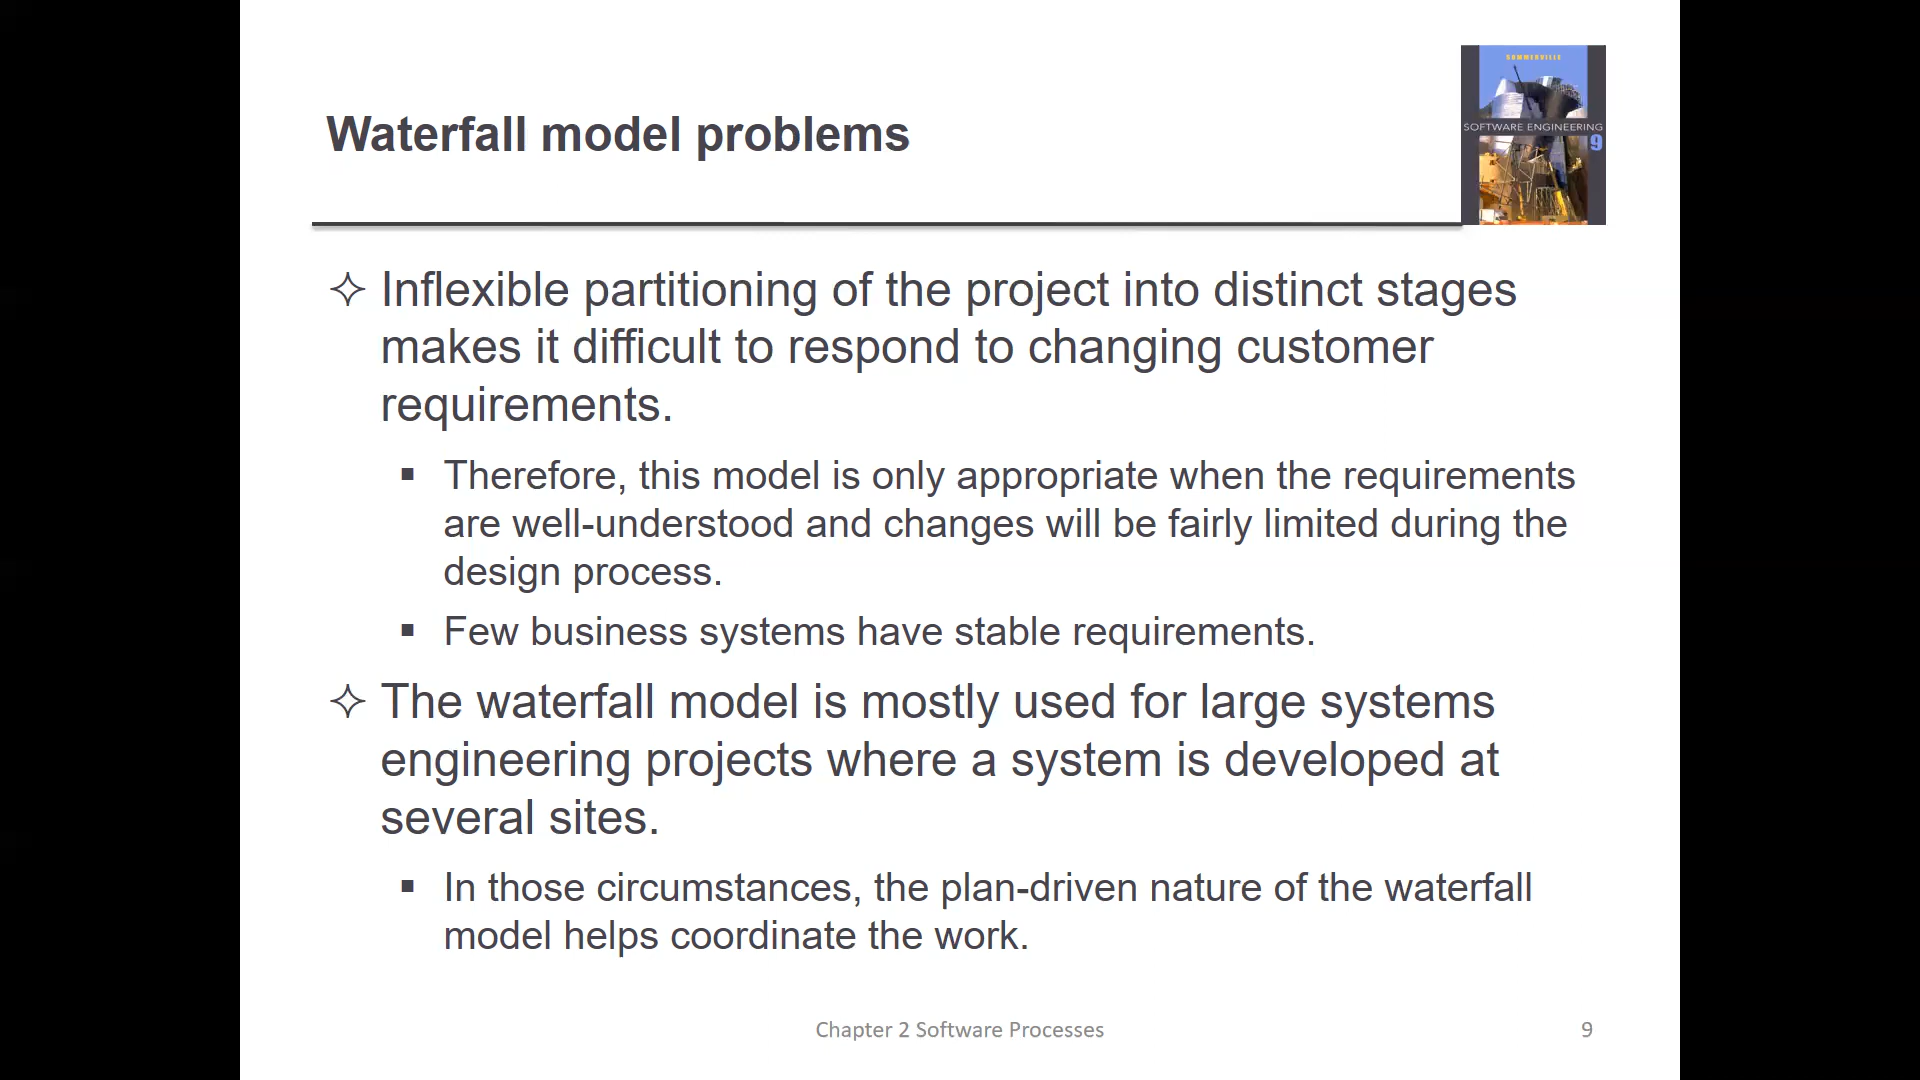 SOMMERVILLE
SOFTWARE ENGINEERING
9
Waterfall model problems
✧ Inflexible partitioning of the project into distinct stages
makes it difficult to respond to changing customer
requirements.
▪ Therefore, this model is only appropriate when the requirements
are well-understood and changes will be fairly limited during the
design process.
▪ Few business systems have stable requirements.
✧ The waterfall model is mostly used for large systems
engineering projects where a system is developed at
several sites.
▪ In those circumstances, the plan-driven nature of the waterfall
model helps coordinate the work.
Chapter 2 Software Processes
9